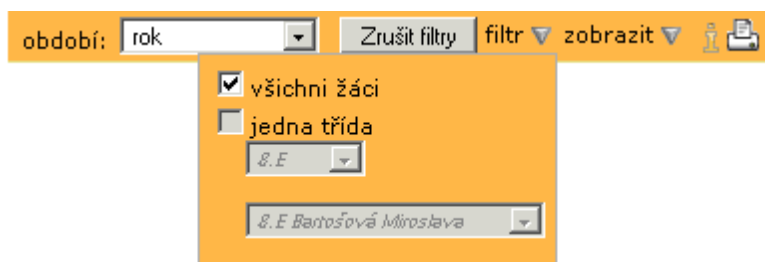 období: rok Zrušit filtry filtr zobrazit
všichni žáci
jedna třída
8.E
8.E Bartošová Miroslava